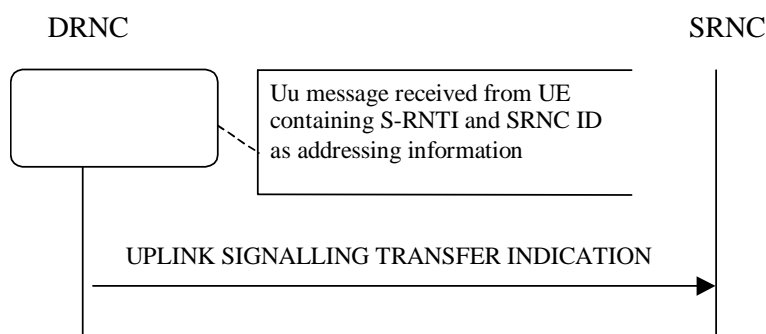 DRNC
SRNC
Uu message received from UE
containing S-RNTI and SRNC ID
as addressing information
UPLINK SIGNALLING TRANSFER INDICATION